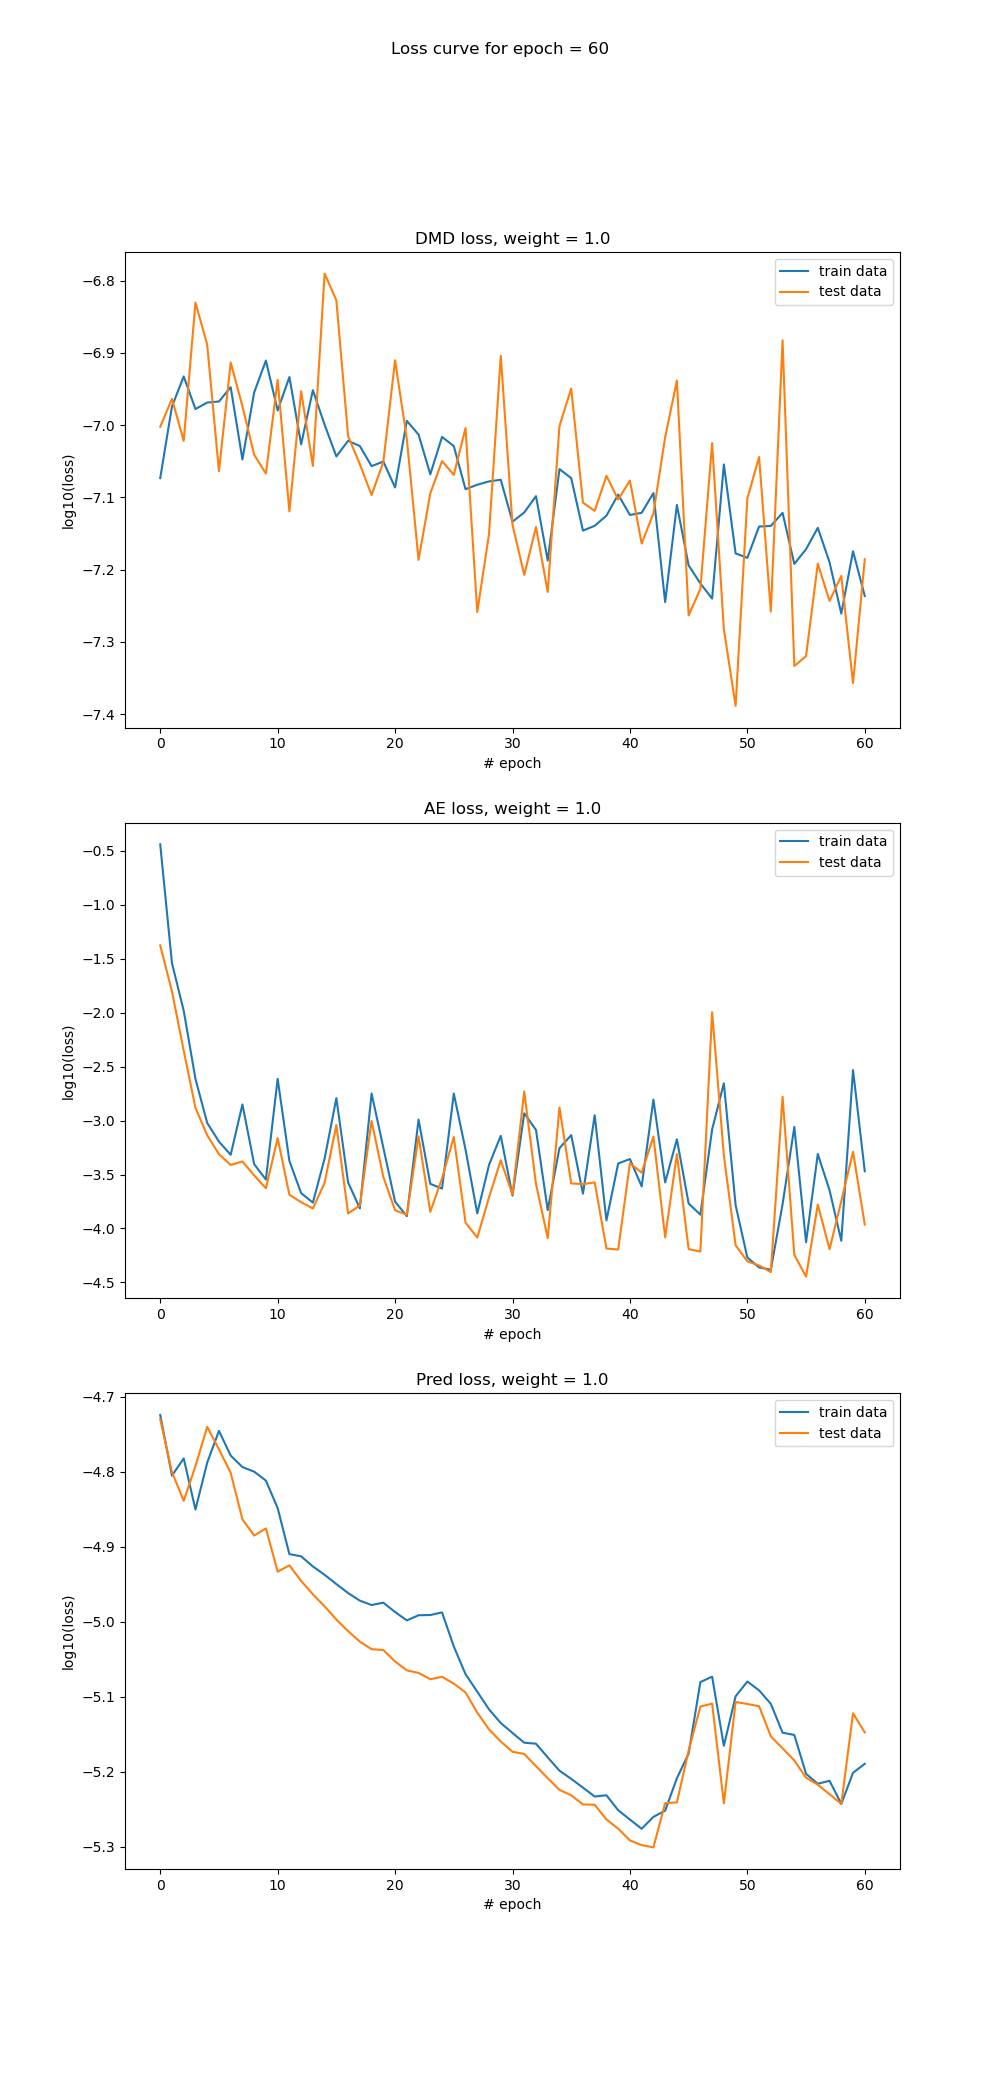 Loss curve for epoch = 60
DMD loss, weight = 1.0
train data
test data
−6.8
−6.9
−7.0
−7.1
−7.2
−7.3
−7.4
log10(loss)
0 10 20 30 40 50 60
# epoch
AE loss, weight = 1.0
train data
test data
−0.5
−1.0
−1.5
−2.0
−2.5
−3.0
−3.5
−4.0
−4.5
log10(loss)
0 10 20 30 40 50 60
# epoch
Pred loss, weight = 1.0
train data
test data
−4.7
−4.8
−4.9
−5.0
−5.1
−5.2
−5.3
log10(loss)
0 10 20 30 40 50 60
# epoch